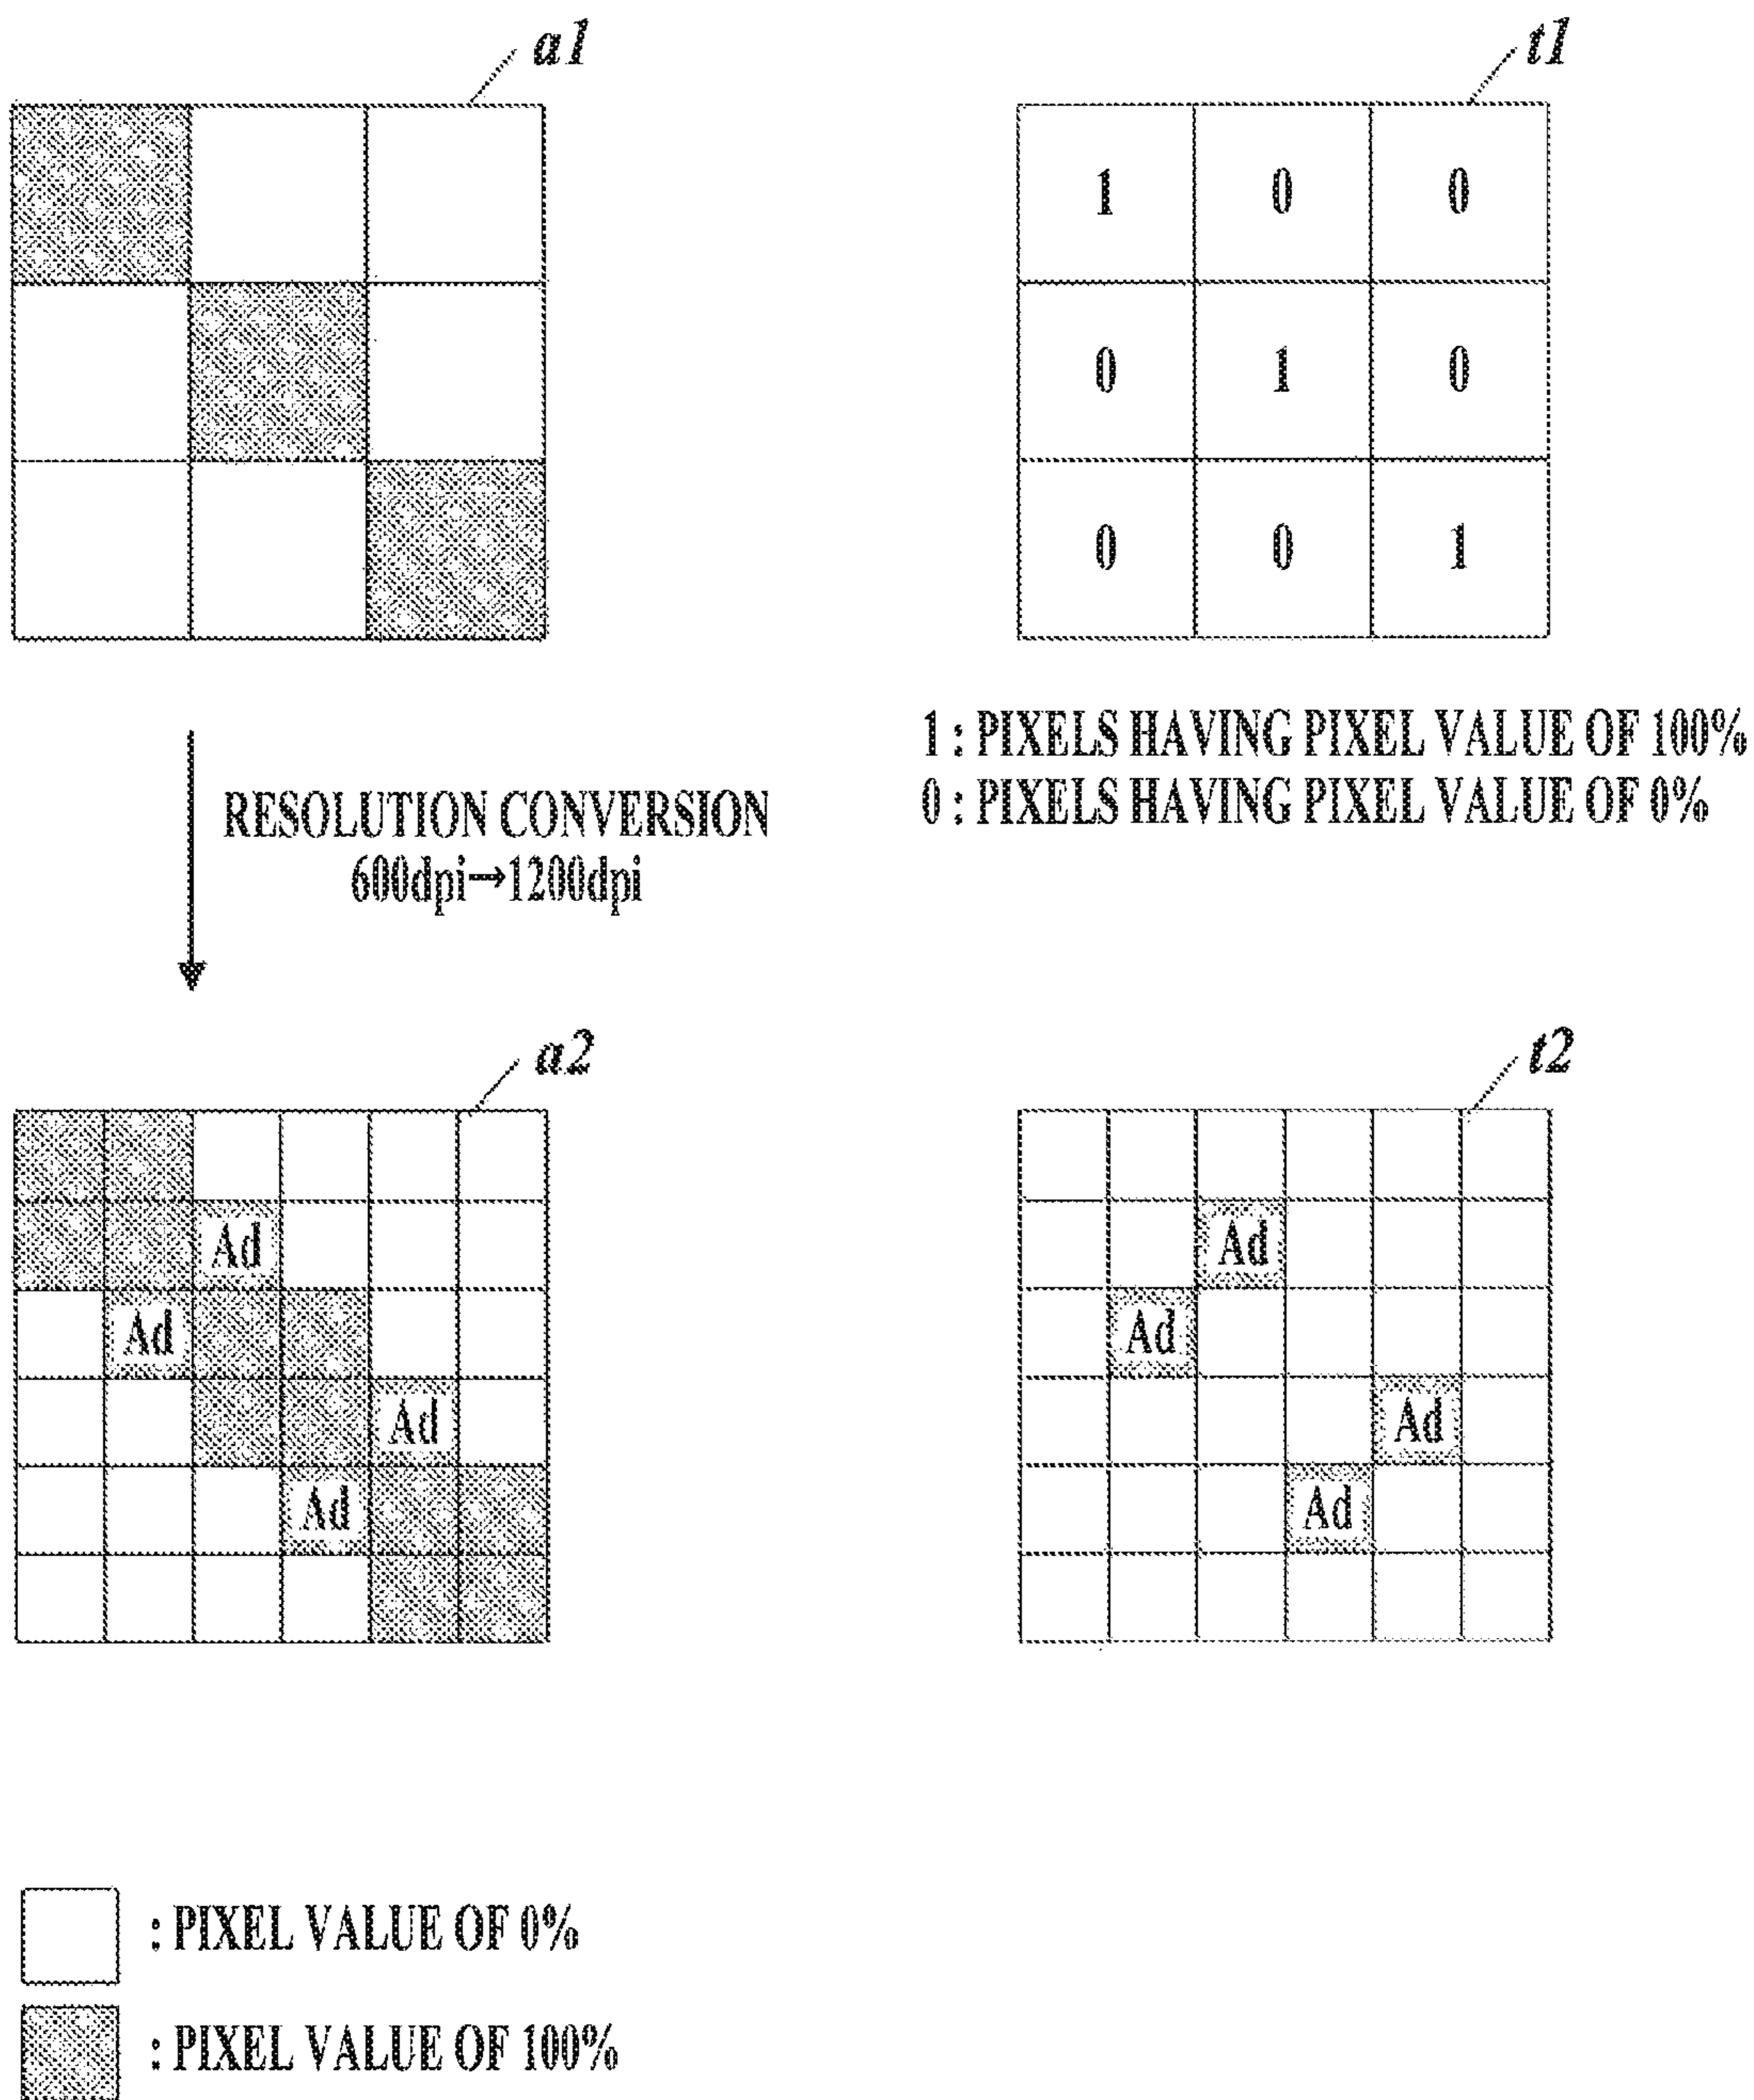 a1
t1
1 0 0
0 1 0
0 0 1
1 : PIXELS HAVING PIXEL VALUE OF 100%
0 : PIXELS HAVING PIXEL VALUE OF 0%
RESOLUTION CONVERSION
600dpi→1200dpi
a2
t2
Ad
Ad
Ad
Ad
Ad
Ad
Ad
Ad
: PIXEL VALUE OF 0%
: PIXEL VALUE OF 100%